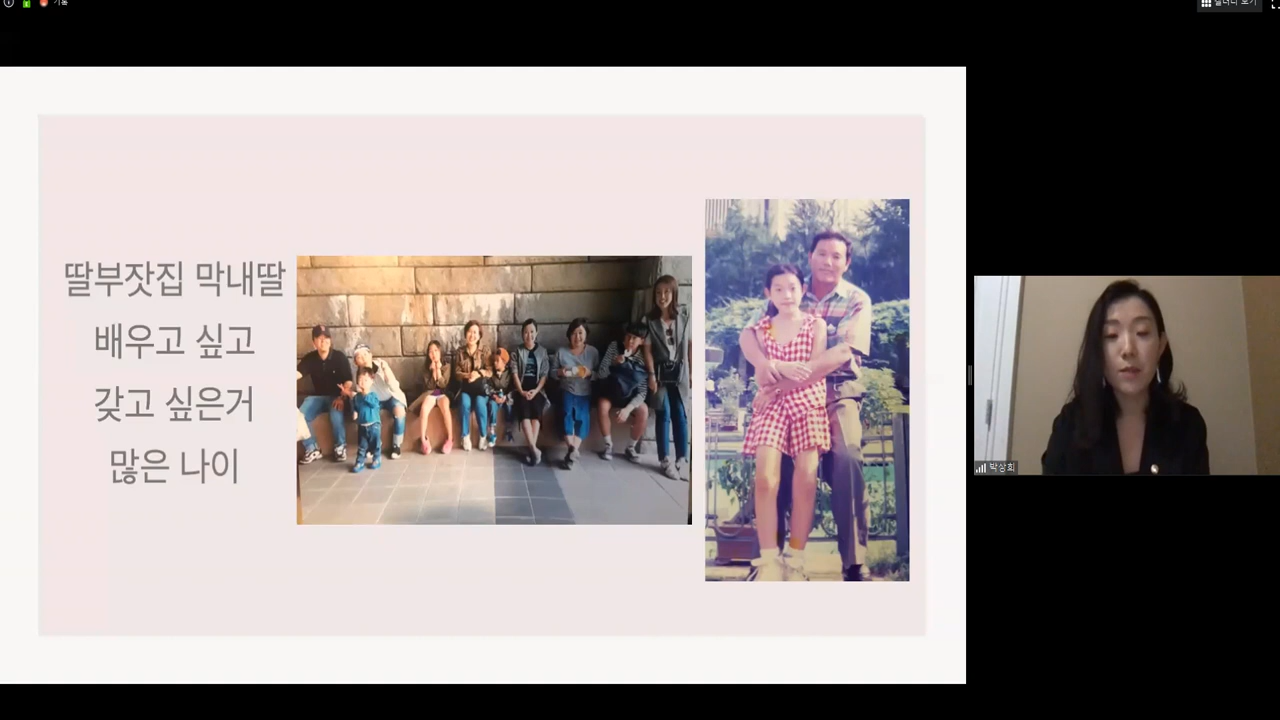 딸부잣집 막내딸
배우고 싶고
갖고 싶은거
많은 나이
박상희